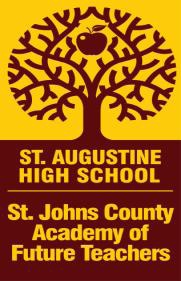 ST. AUGUSTINE
HIGH SCHOOL
St. Johns County
Academy of
Future Teachers